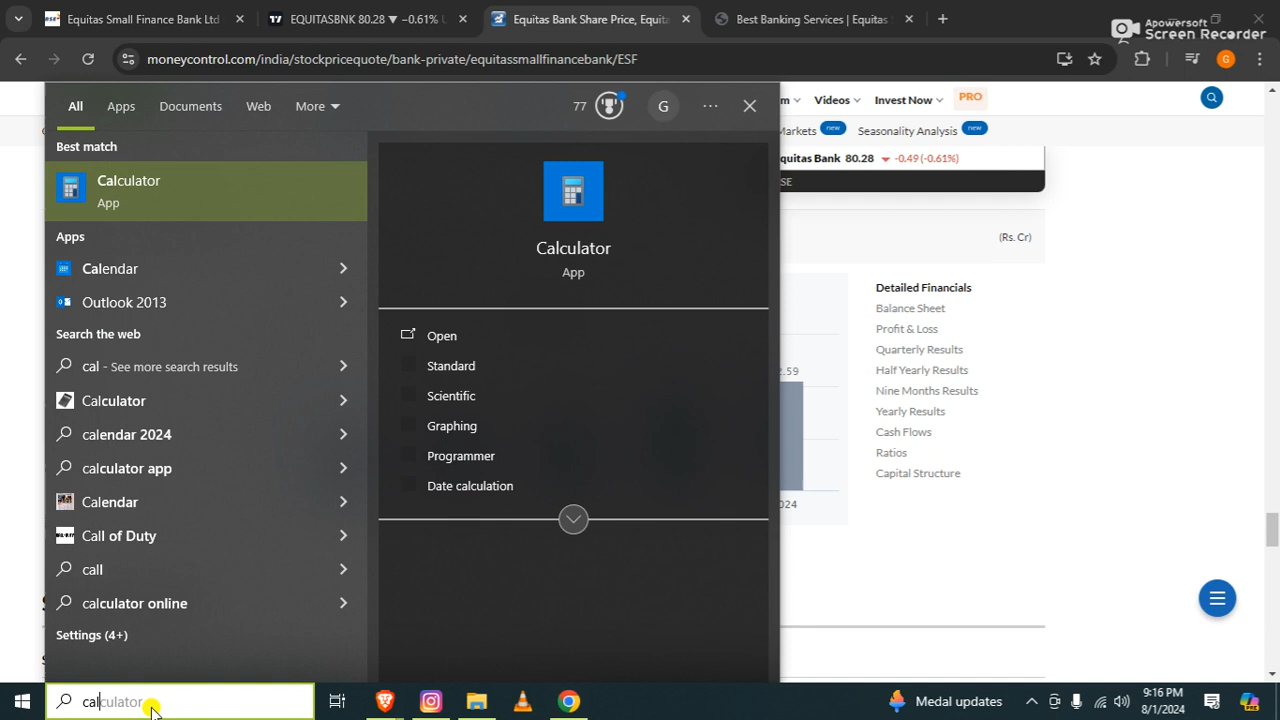 Equitas Small Finance Bank Ltd
EQUITASBNK 80.28 ▼ −0.61% U
Equitas Bank Share Price, Equita
Best Banking Services | Equitas
Apowersoft
Screen Recorder
moneycontrol.com/india/stockpricequote/bank-private/equitassmallfinancebank/ESF
G
All
Apps
Documents
Web
More
77
G
m
Videos
Invest Now
PRO
Markets
new
Seasonality Analysis
new
Best match
quitas Bank 80.28 ▼ -0.49 (-0.61%)
Calculator
App
SE
Calculator
App
Apps
(Rs. Cr)
Calendar
Outlook 2013
Search the web
cal - See more search results
Calculator
calendar 2024
calculator app
Calendar
Call of Duty
call
calculator online
Settings (4+)
Open
Standard
Scientific
Graphing
Programmer
Date calculation
2.59
024
Detailed Financials
Balance Sheet
Profit & Loss
Quarterly Results
Half Yearly Results
Nine Months Results
Yearly Results
Cash Flows
Ratios
Capital Structure
calculator
Medal updates
9:16 PM
8/1/2024